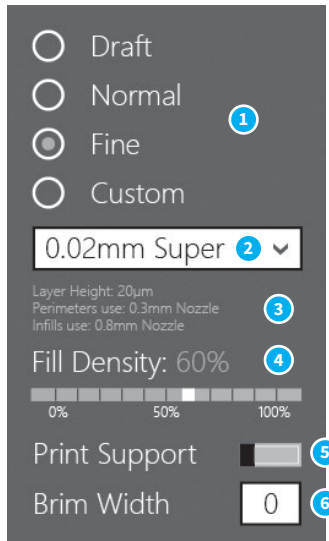 Draft
Normal
1
Fine
Custom
0.02mm Super 2
Layer Height: 20µm
Perimeters use: 0.3mm Nozzle
Infills use: 0.8mm Nozzle
3
Fill Density: 60% 4
0% 50% 100%
Print Support 5
Brim Width 0 6